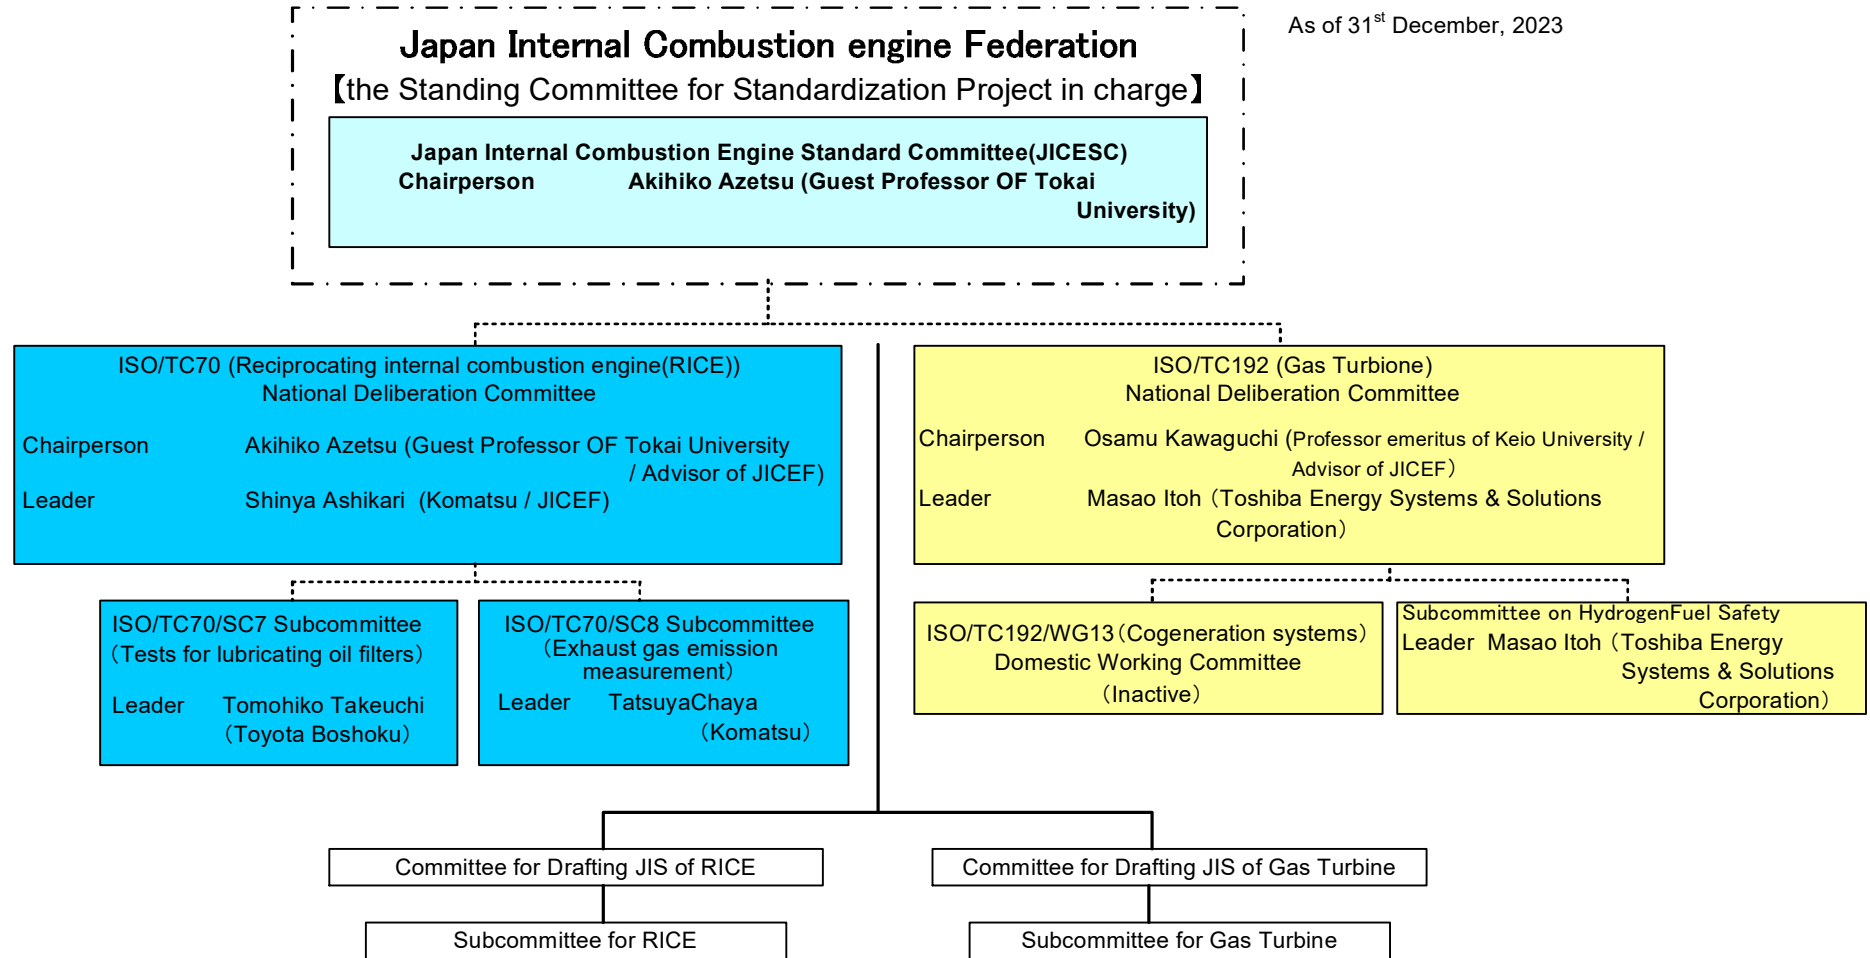 As of 31st December, 2023
Japan Internal Combustion engine Federation
【the Standing Committee for Standardization Project in charge】
Japan Internal Combustion Engine Standard Committee(JICESC)
Chairperson Akihiko Azetsu (Guest Professor OF Tokai
University)
ISO/TC70 (Reciprocating internal combustion engine(RICE))
National Deliberation Committee
Chairperson Akihiko Azetsu (Guest Professor OF Tokai University
/ Advisor of JICEF)
Leader Shinya Ashikari (Komatsu / JICEF)
ISO/TC192 (Gas Turbione)
National Deliberation Committee
Chairperson Osamu Kawaguchi (Professor emeritus of Keio University /
Advisor of JICEF）
Leader Masao Itoh（Toshiba Energy Systems & Solutions
Corporation）
ISO/TC70/SC7 Subcommittee
（Tests for lubricating oil filters）
Leader Tomohiko Takeuchi
（Toyota Boshoku）
ISO/TC70/SC8 Subcommittee
（Exhaust gas emission
measurement）
Leader TatsuyaChaya
（Komatsu）
ISO/TC192/WG13（Cogeneration systems）
Domestic Working Committee
（Inactive）
Subcommittee on HydrogenFuel Safety
Leader Masao Itoh（Toshiba Energy
Systems & Solutions
Corporation）
Committee for Drafting JIS of RICE
Committee for Drafting JIS of Gas Turbine
Subcommittee for RICE
Subcommittee for Gas Turbine